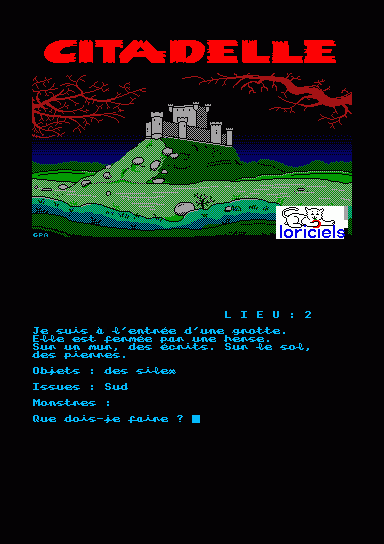 CITADELLE
GPA
loriciels
L I E U : 2
Je suis à l'entrée d'une grotte.
Elle est fermée par une herse.
Sur un mur, des écrits. Sur le sol,
des pierres.
Objets : des silex
Issues : Sud
Monstres :
Que dois-je faire ?